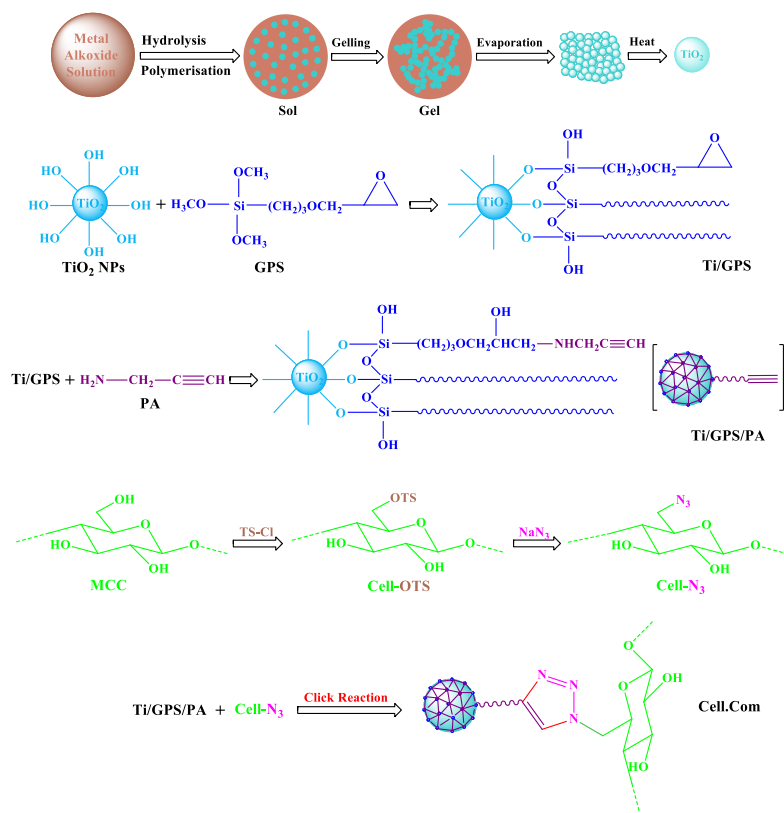 Metal
Alkoxide
Solution
Hydrolysis
Polymerisation
Gelling
Evaporation
Heat
TiO₂
Sol
Gel
OH
HO
OH
HO
OH
HO
OH
OH
TiO₂
TiO₂ NPs
+
OCH₃
H₃CO
Si
(CH₂)₃OCH₂
O
OCH₃
GPS
OH
O
Si
(CH₂)₃OCH₂
O
O
TiO₂
O
Si
O
O
Si
OH
Ti/GPS
Ti/GPS + H₂N
C≡CH
PA
OH
OH
O
Si
(CH₂)₃OCH₂CHCH₂
NHCH₂C≡CH
O
TiO₂
O
Si
O
O
Si
OH
Ti/GPS/PA
OH
O
HO
OH
O
MCC
TS-Cl
OTS
O
HO
OH
O
Cell-OTS
NaN₃
N₃
O
HO
OH
O
Cell-N₃
Ti/GPS/PA + Cell-N₃
Click Reaction
N
N
N
O
O
OH
HO
Cell.Com